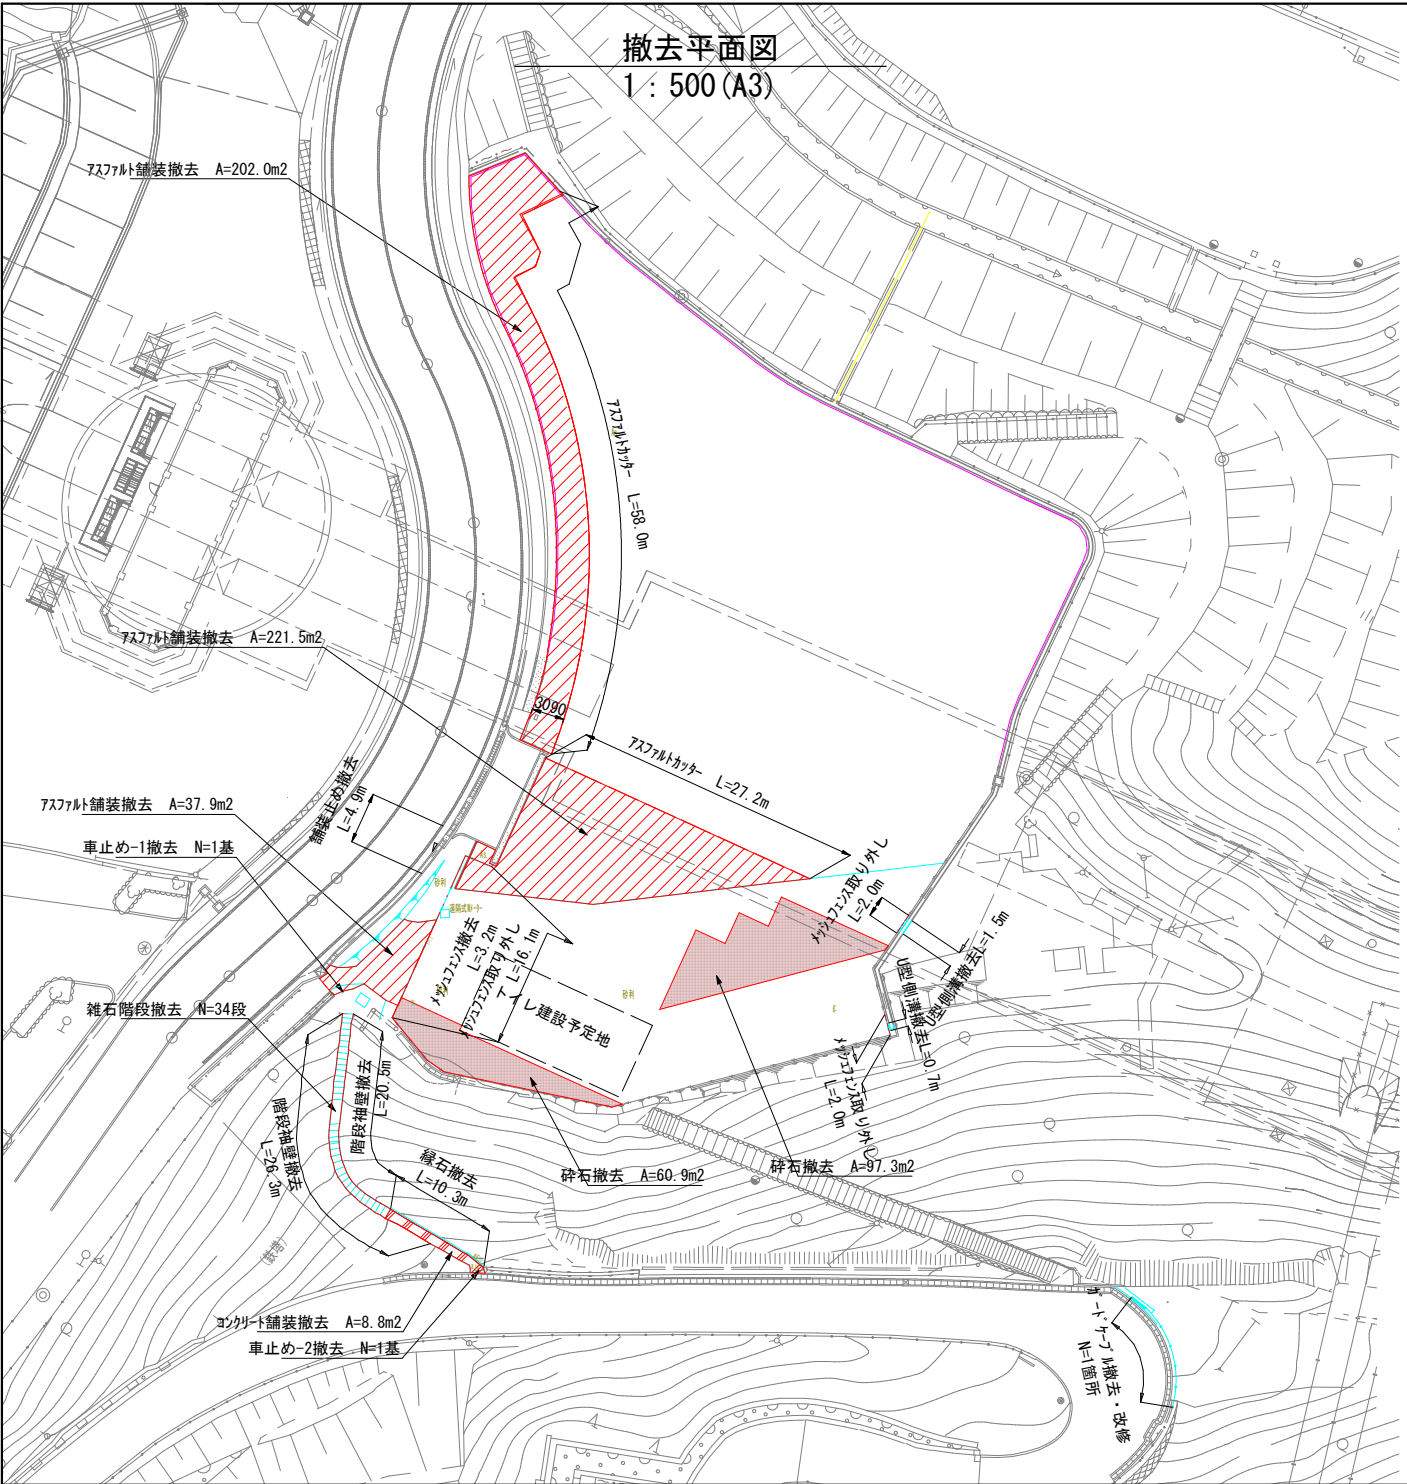 撤去平面図
1：500(A3)
アスファルト舗装撤去　A=202.0m2
アスファルトカッター　L=58.0m
アスファルト舗装撤去　A=221.5m2
3090
アスファルトカッター　L=27.2m
舗装止め撤去
L=4.9m
アスファルト舗装撤去　A=37.9m2
車止め-1撤去　N=1基
砂利
メッシュフェンス取り外し
L=2.0m
メッシュフェンス撤去
L=3.2m
メッシュフェンス取り外し
L=16.1m
トイレ建設予定地
砂利
U型側溝撤去L=1.5m
U型側溝撤去L=0.7m
メッシュフェンス取り外し
L=2.0m
雑石階段撤去　N=34段
階段袖壁撤去
L=20.5m
階段袖壁撤去
L=26.3m
縁石撤去
L=10.3m
砕石撤去　A=60.9m2
砕石撤去　A=97.3m2
(鉄塔)
コンクリート舗装撤去　A=8.8m2
車止め-2撤去　N=1基
ガードケーブル撤去・改修
N=1箇所